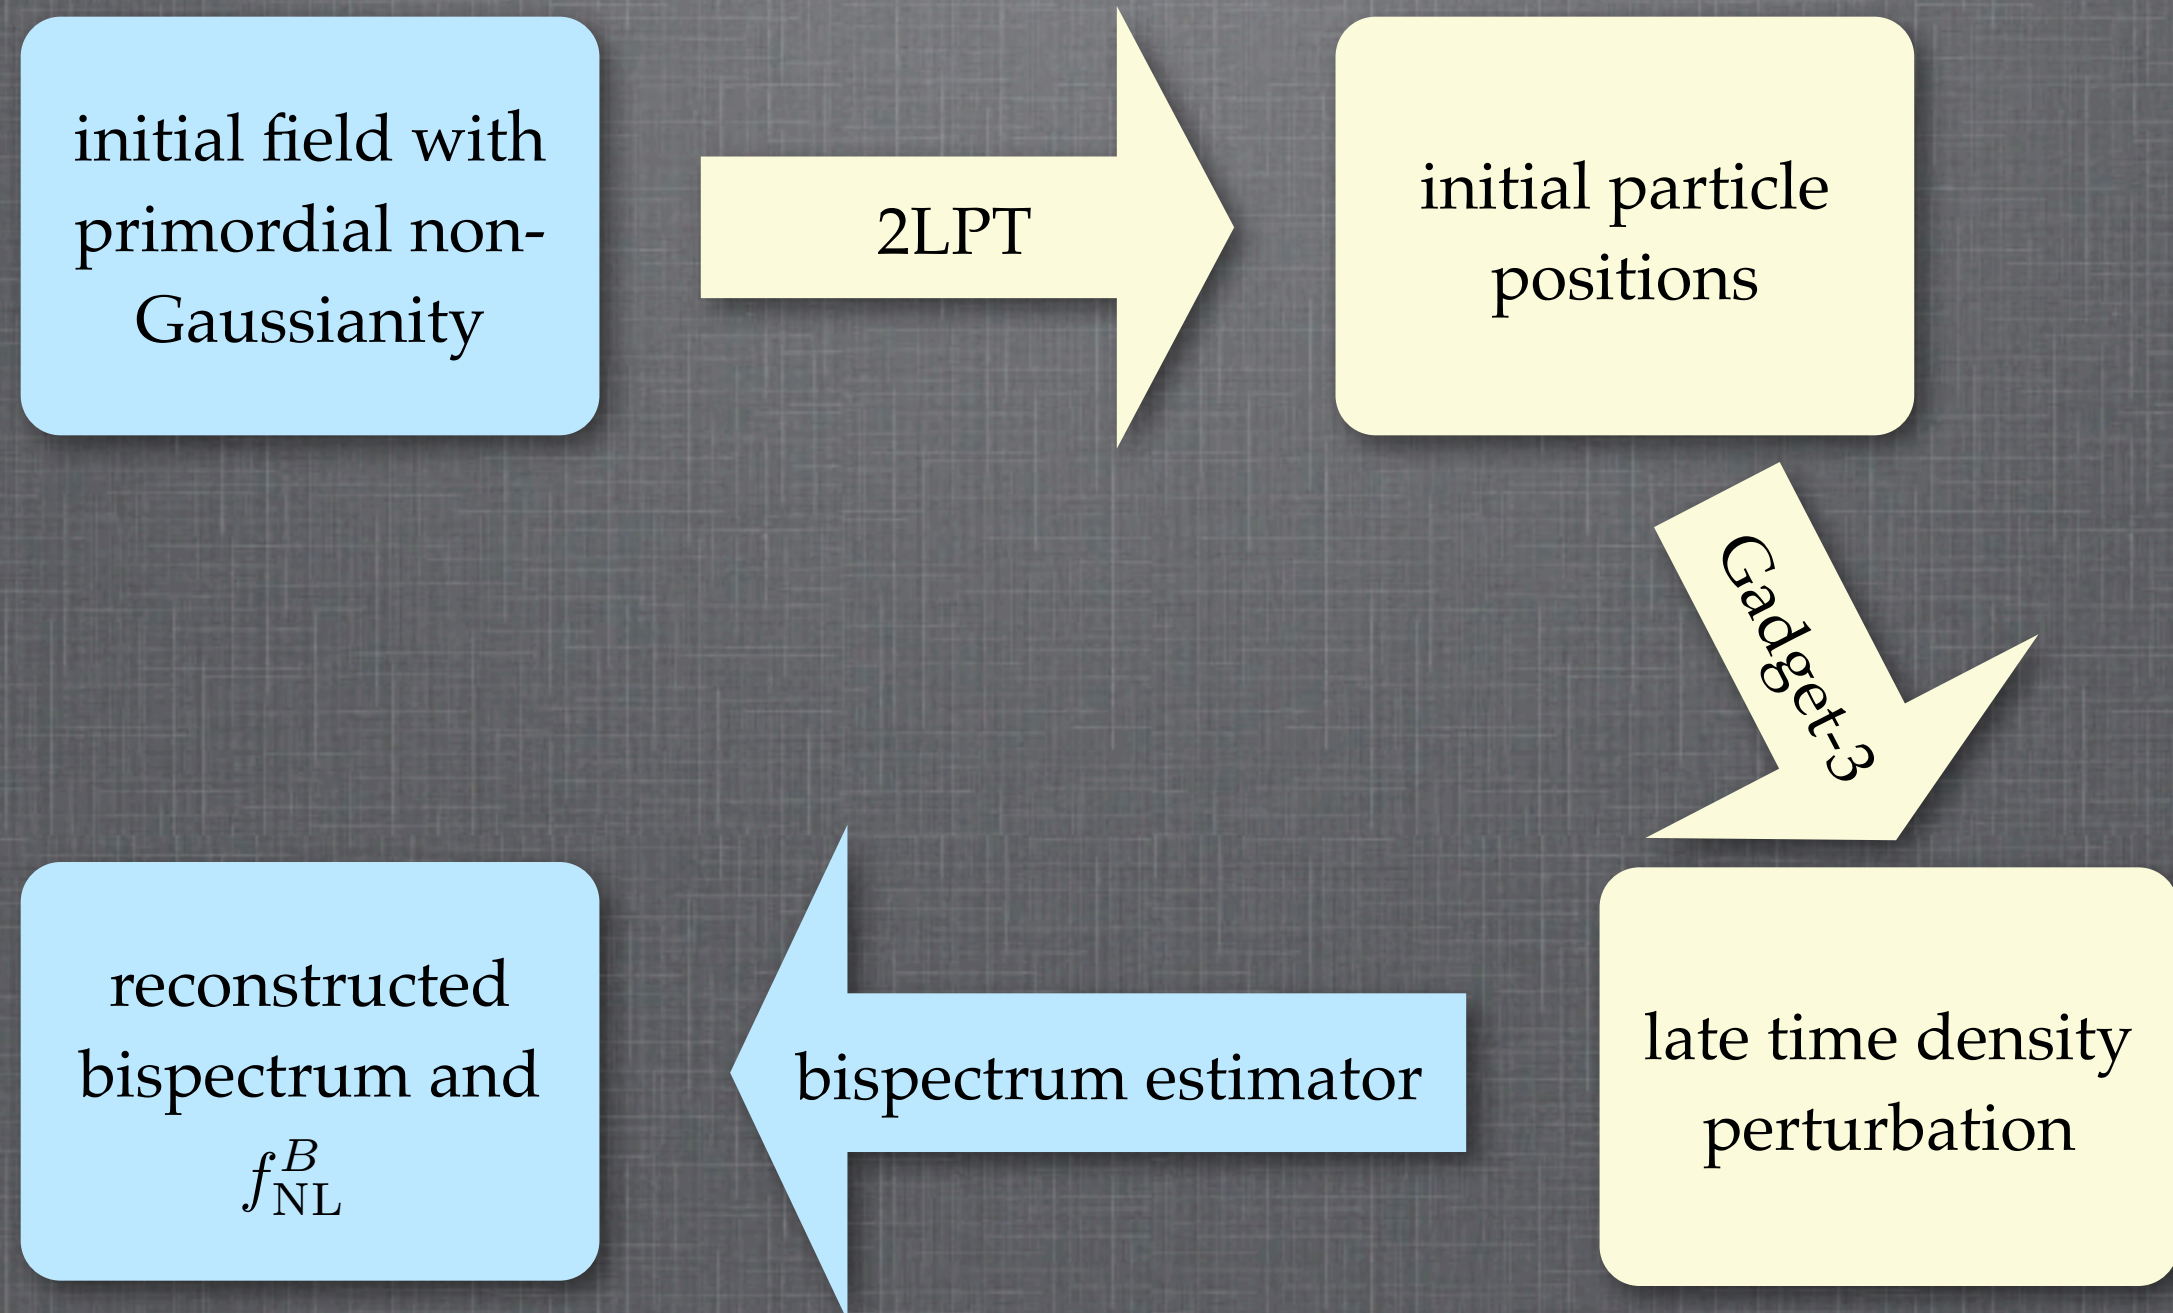 initial field with
primordial non-
Gaussianity
2LPT
initial particle
positions
Gadget-3
late time density
perturbation
bispectrum estimator
reconstructed
bispectrum and
$f_{\mathrm{NL}}^{B}$